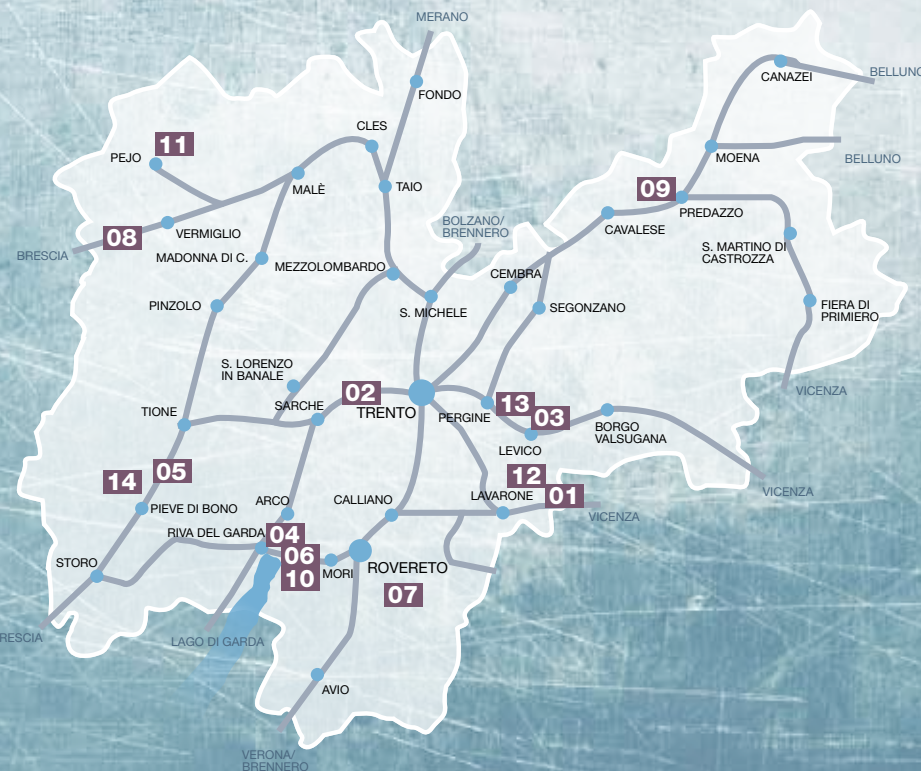 MERANO
CANAZEI
BELLUNO
FONDO
CLES
11
PEJO
MOENA
BELLUNO
MALÈ
TAIO
09
PREDAZZO
08
VERMIGLIO
BOLZANO/
BRENNERO
CAVALESE
S. MARTINO DI
CASTROZZA
BRESCIA
MADONNA DI C.
MEZZOLOMBARDO
CEMBRA
PINZOLO
S. MICHELE
SEGONZANO
FIERA DI
PRIMIERO
S. LORENZO
IN BANALE
02
VICENZA
TIONE
SARCHE
TRENTO
PERGINE
13
03
BORGO
VALSUGANA
LEVICO
14
05
12
PIEVE DI BONO
ARCO
CALLIANO
LAVARONE
01
VICENZA
VICENZA
RIVA DEL GARDA
04
06
10
MORI
ROVERETO
07
STORO
RESCIA
LAGO DI GARDA
AVIO
VERONA/
BRENNERO